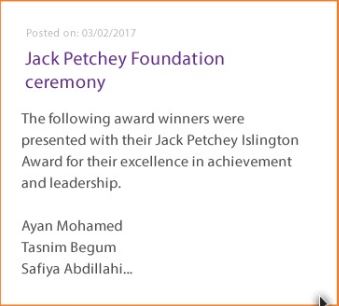 Posted on: 03/02/2017
Jack Petchey Foundation
ceremony
The following award winners were
presented with their Jack Petchey Islington
Award for their excellence in achievement
and leadership.
Ayan Mohamed
Tasnim Begum
Safiya Abdillahi...